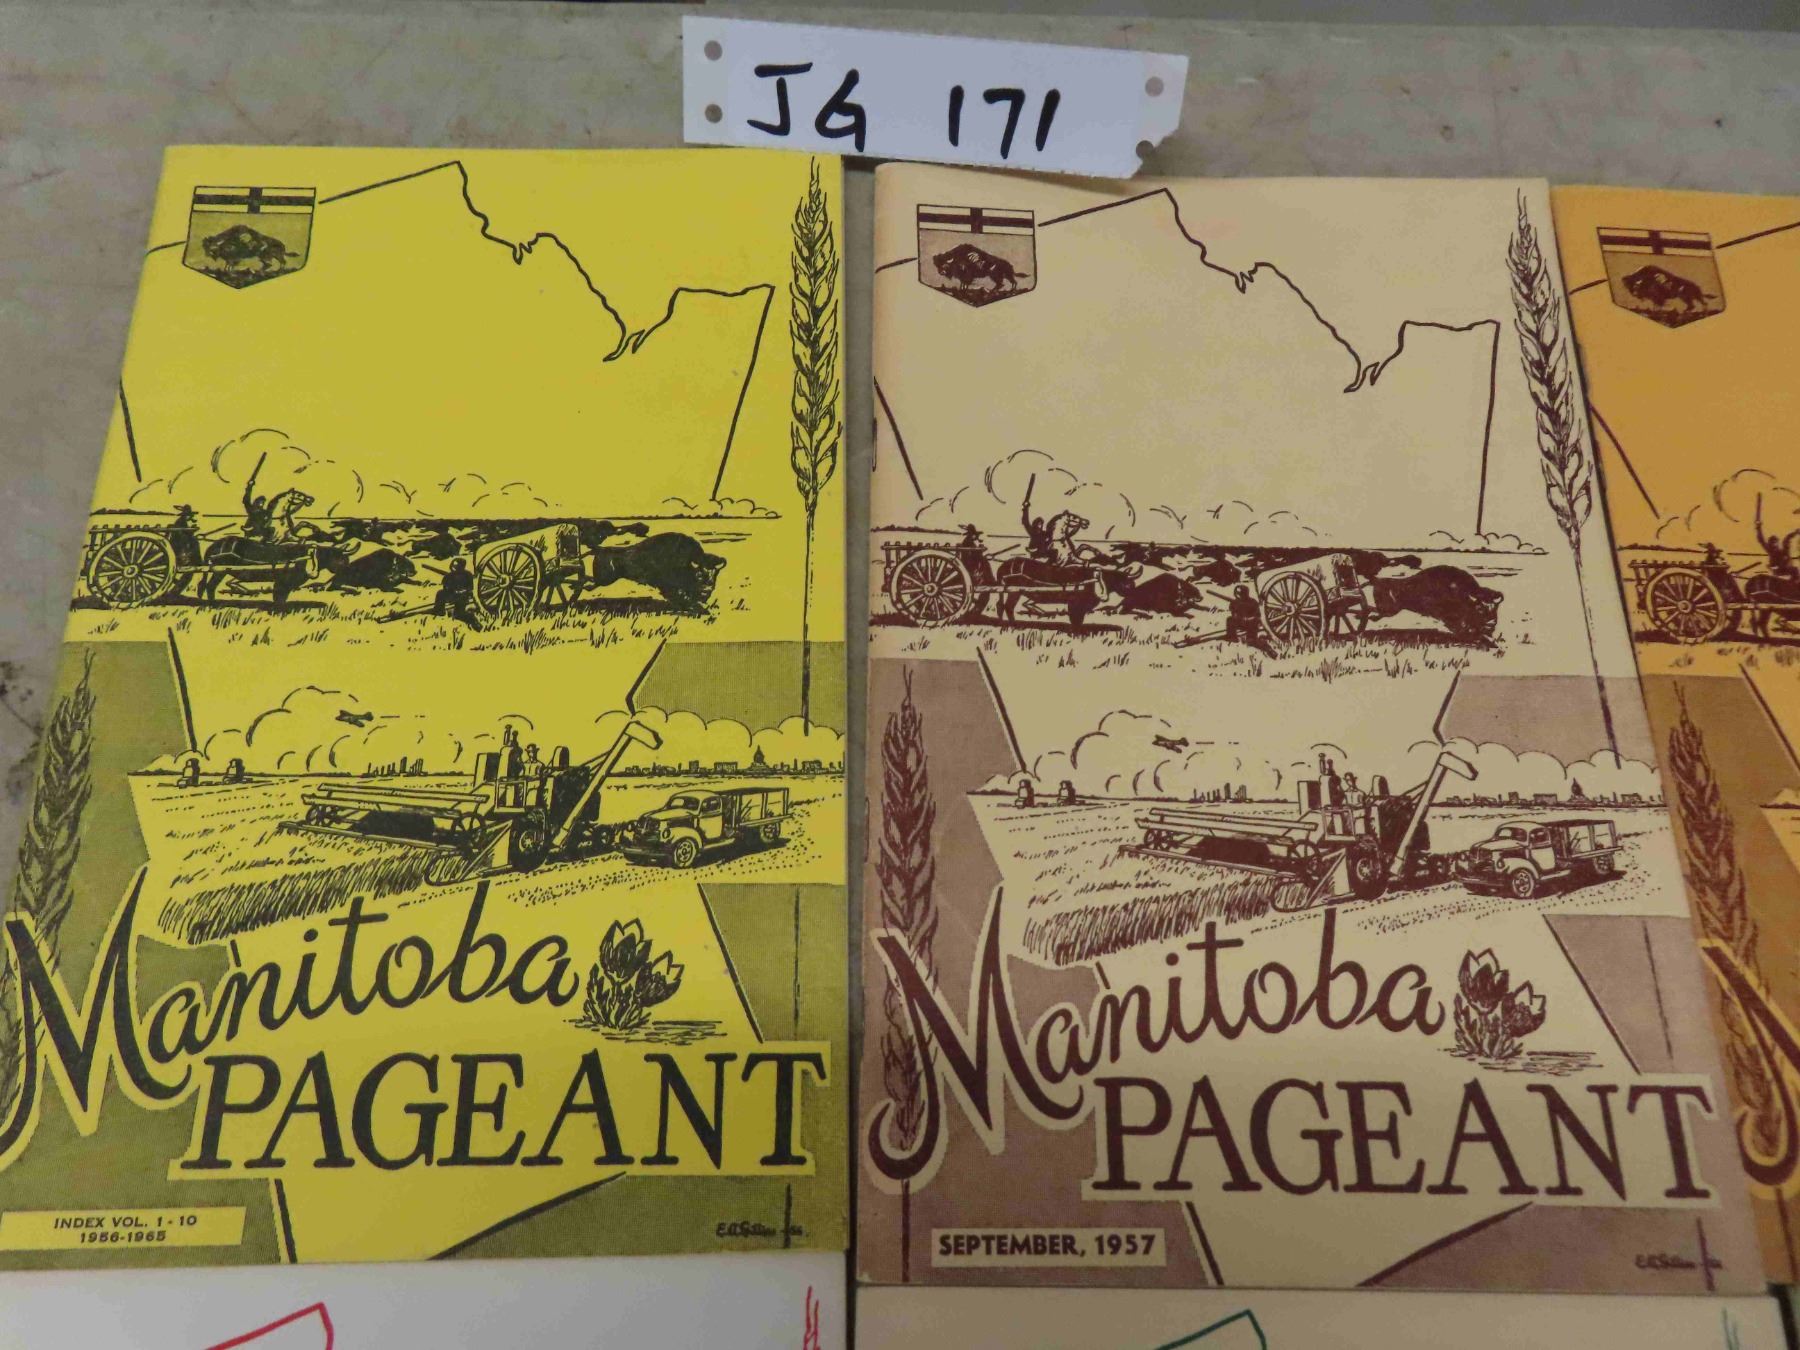 JG 171
Manitoba
PAGEANT
INDEX VOL. 1 - 10
1956-1965
Manitoba
PAGEANT
SEPTEMBER, 1957